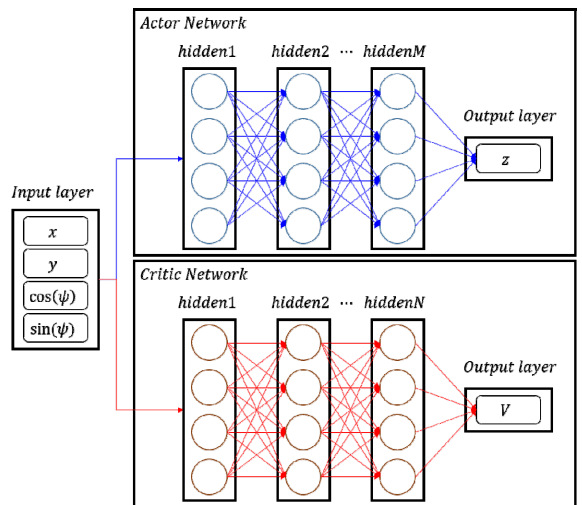 Actor Network
hidden1 hidden2 ... hiddenM
Output layer
z
Input layer
x
y
cos(ψ)
sin(ψ)
Critic Network
hidden1 hidden2 ... hiddenN
Output layer
V